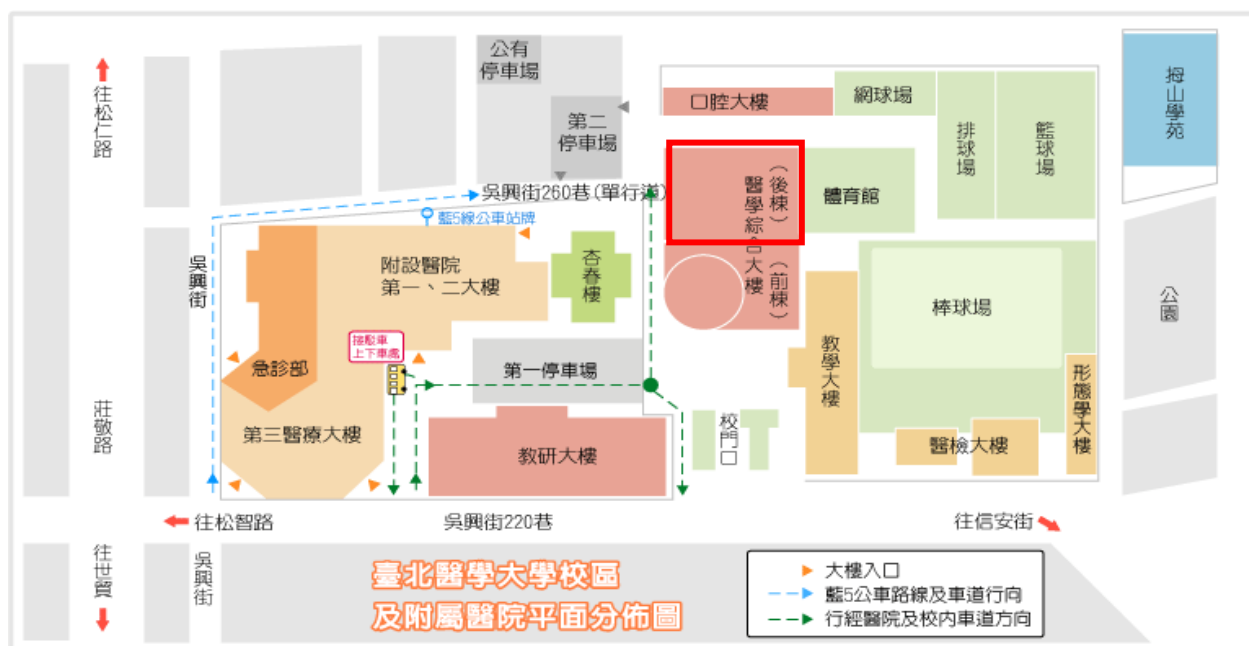 公有
停車場
第二
停車場
口腔大樓
網球場
排球場
籃球場
拇山學苑
往松仁路
吳興街260巷(單行道)
藍5線公車站牌
醫學綜合大樓
(後棟)
(前棟)
體育館
吳興街
附設醫院
第一、二大樓
杏春樓
棒球場
公園
接駁車
上下車處
急診部
第一停車場
教學大樓
形態學大樓
莊敬路
第三醫療大樓
教研大樓
校門口
醫檢大樓
往松智路
吳興街220巷
往信安街
往世貿
吳興街
臺北醫學大學校區
及附屬醫院平面分佈圖
大樓入口
藍5公車路線及車道行向
行經醫院及校內車道方向